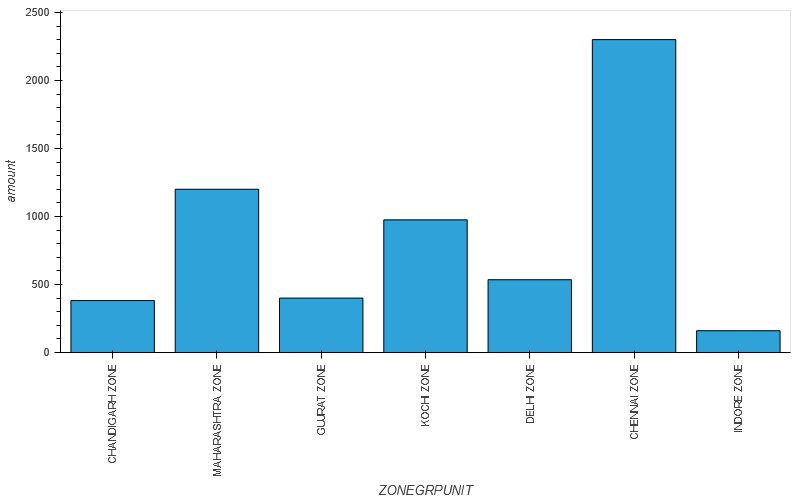 2500
2000
1500
1000
500
0
amount
CHANDIGARH ZONE
MAHARASHTRA ZONE
GUJRAT ZONE
KOCHI ZONE
DELHI ZONE
CHENNAI ZONE
INDORE ZONE
ZONEGRPUNIT